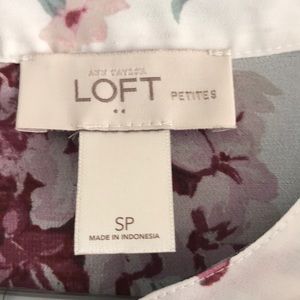 ANN TAYLOR
LOFT PETITES
SP
MADE IN INDONESIA